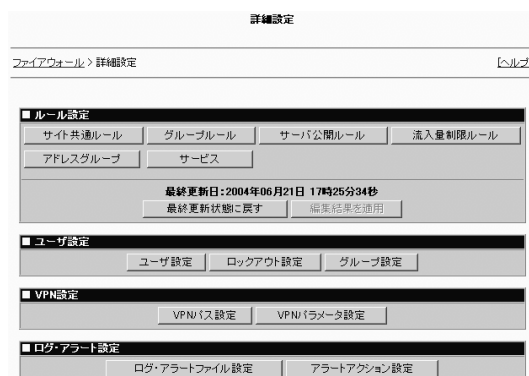 詳細設定
ファイアウォール > 詳細設定 [ヘルプ
■ ルール設定
サイト共通ルール グループルール サーバ公開ルール 流入量制限ルール
アドレスグループ サービス
最終更新日:2004年06月21日 17時25分34秒
最終更新状態に戻す 編集結果を適用
■ ユーザ設定
ユーザ設定 ロックアウト設定 グループ設定
■ VPN設定
VPNパス設定 VPNパラメータ設定
■ ログ・アラート設定
ログ・アラートファイル設定 アラートアクション設定